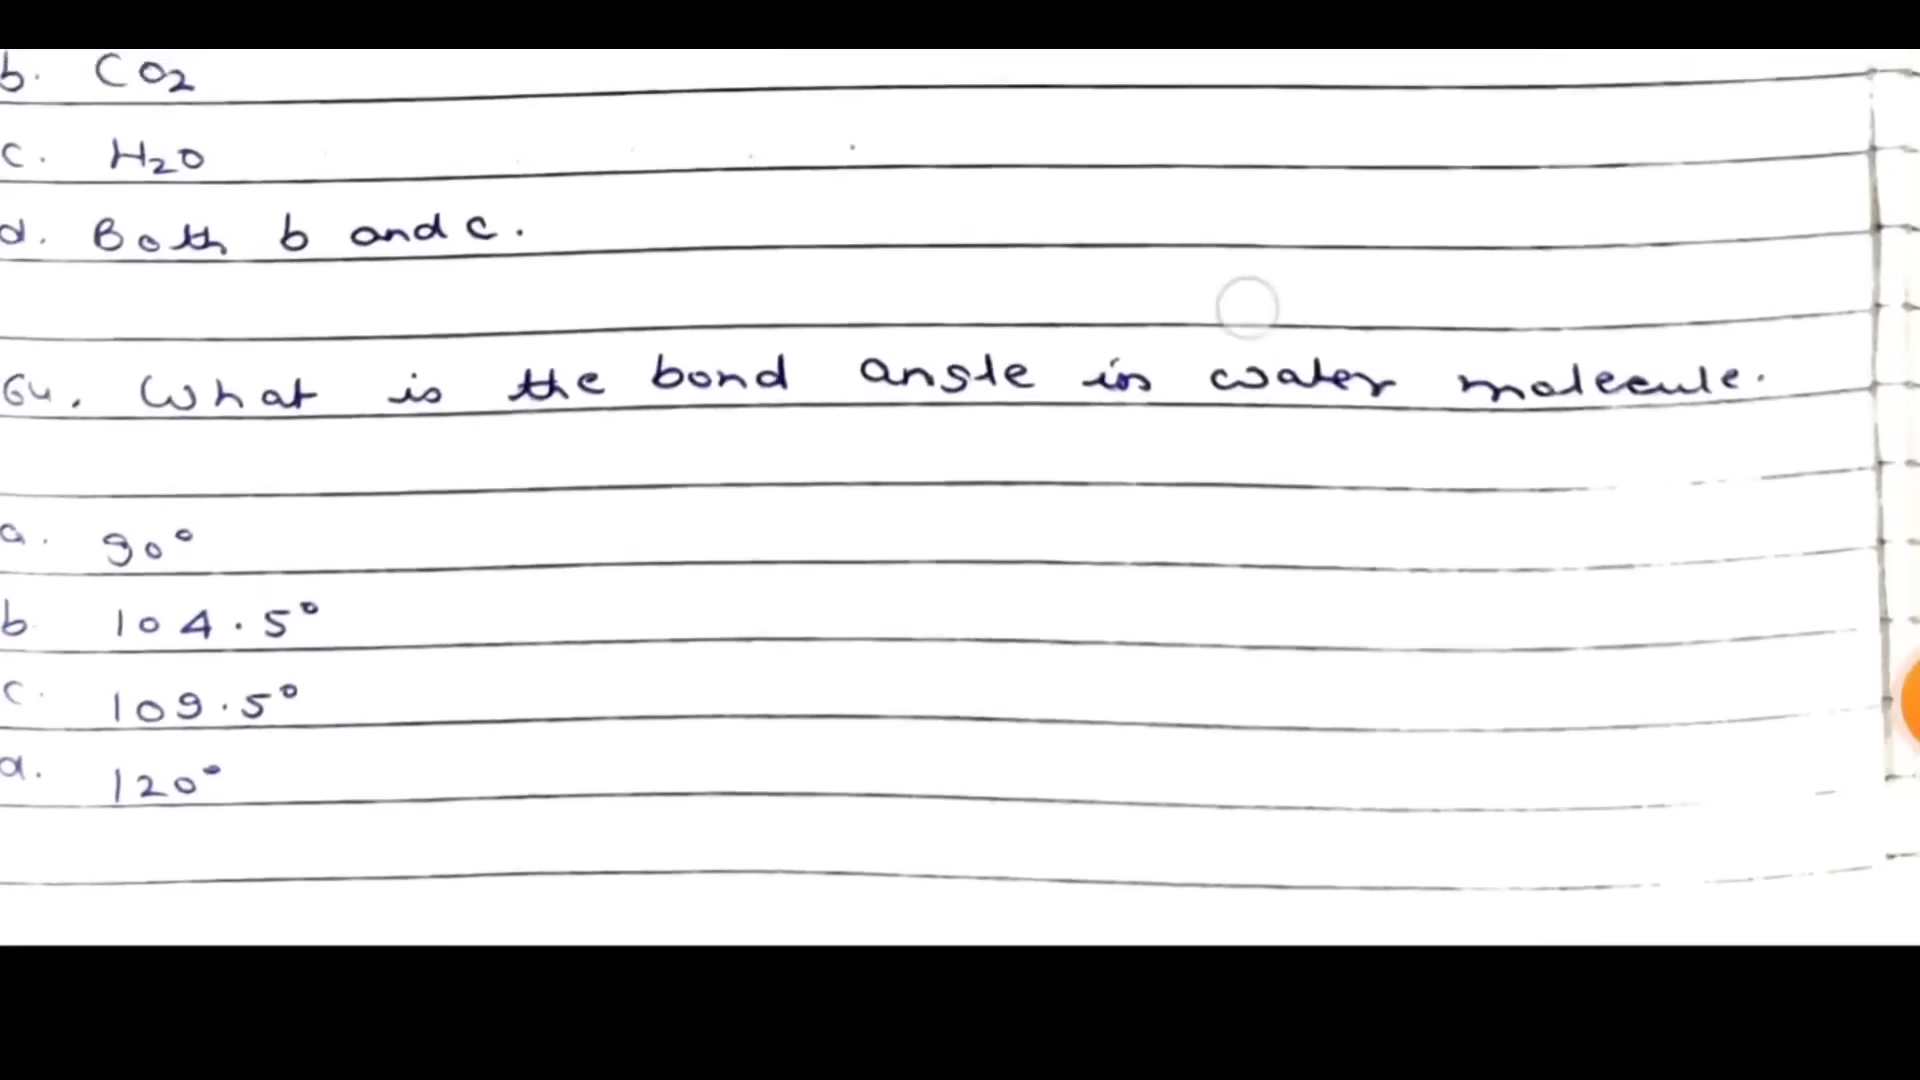 b. CO2
c. H2O
d. Both b and c.
64. What is the bond angle in water molecule.
a. 90°
b 104.5°
c. 109.5°
d. 120°